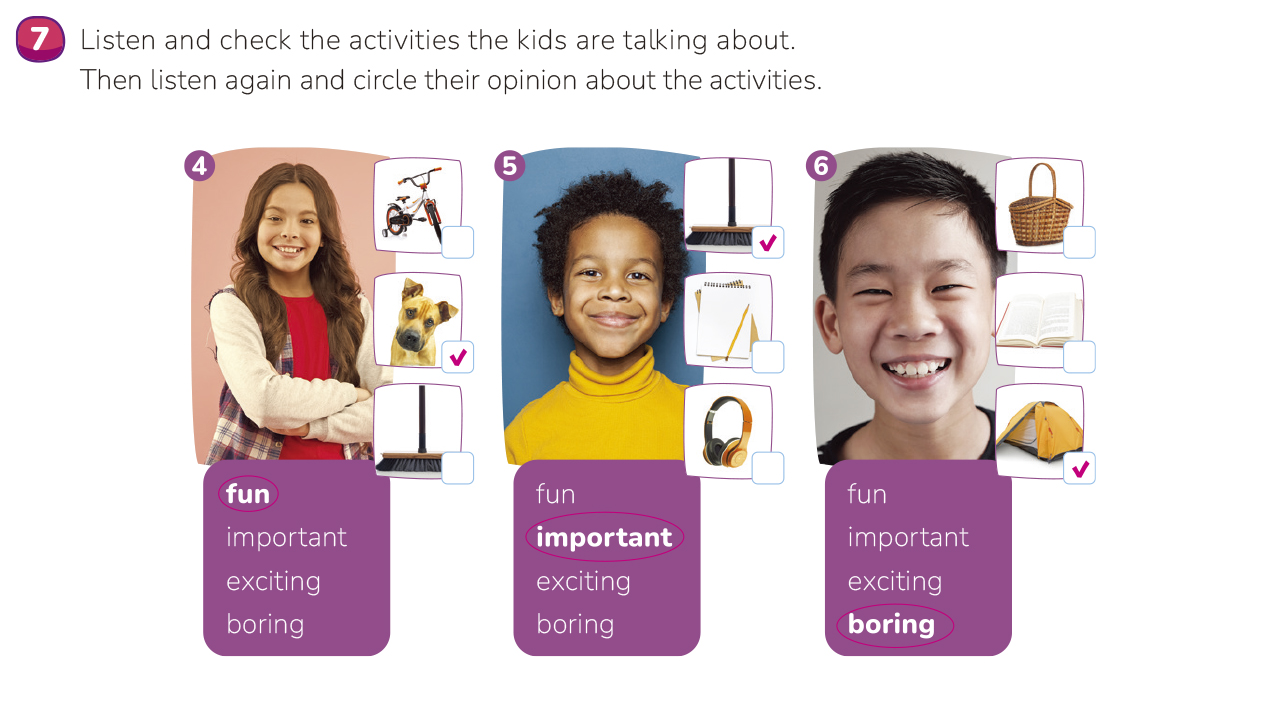 7
Listen and check the activities the kids are talking about.
Then listen again and circle their opinion about the activities.
4
fun
important
exciting
boring
5
fun
important
exciting
boring
6
fun
important
exciting
boring